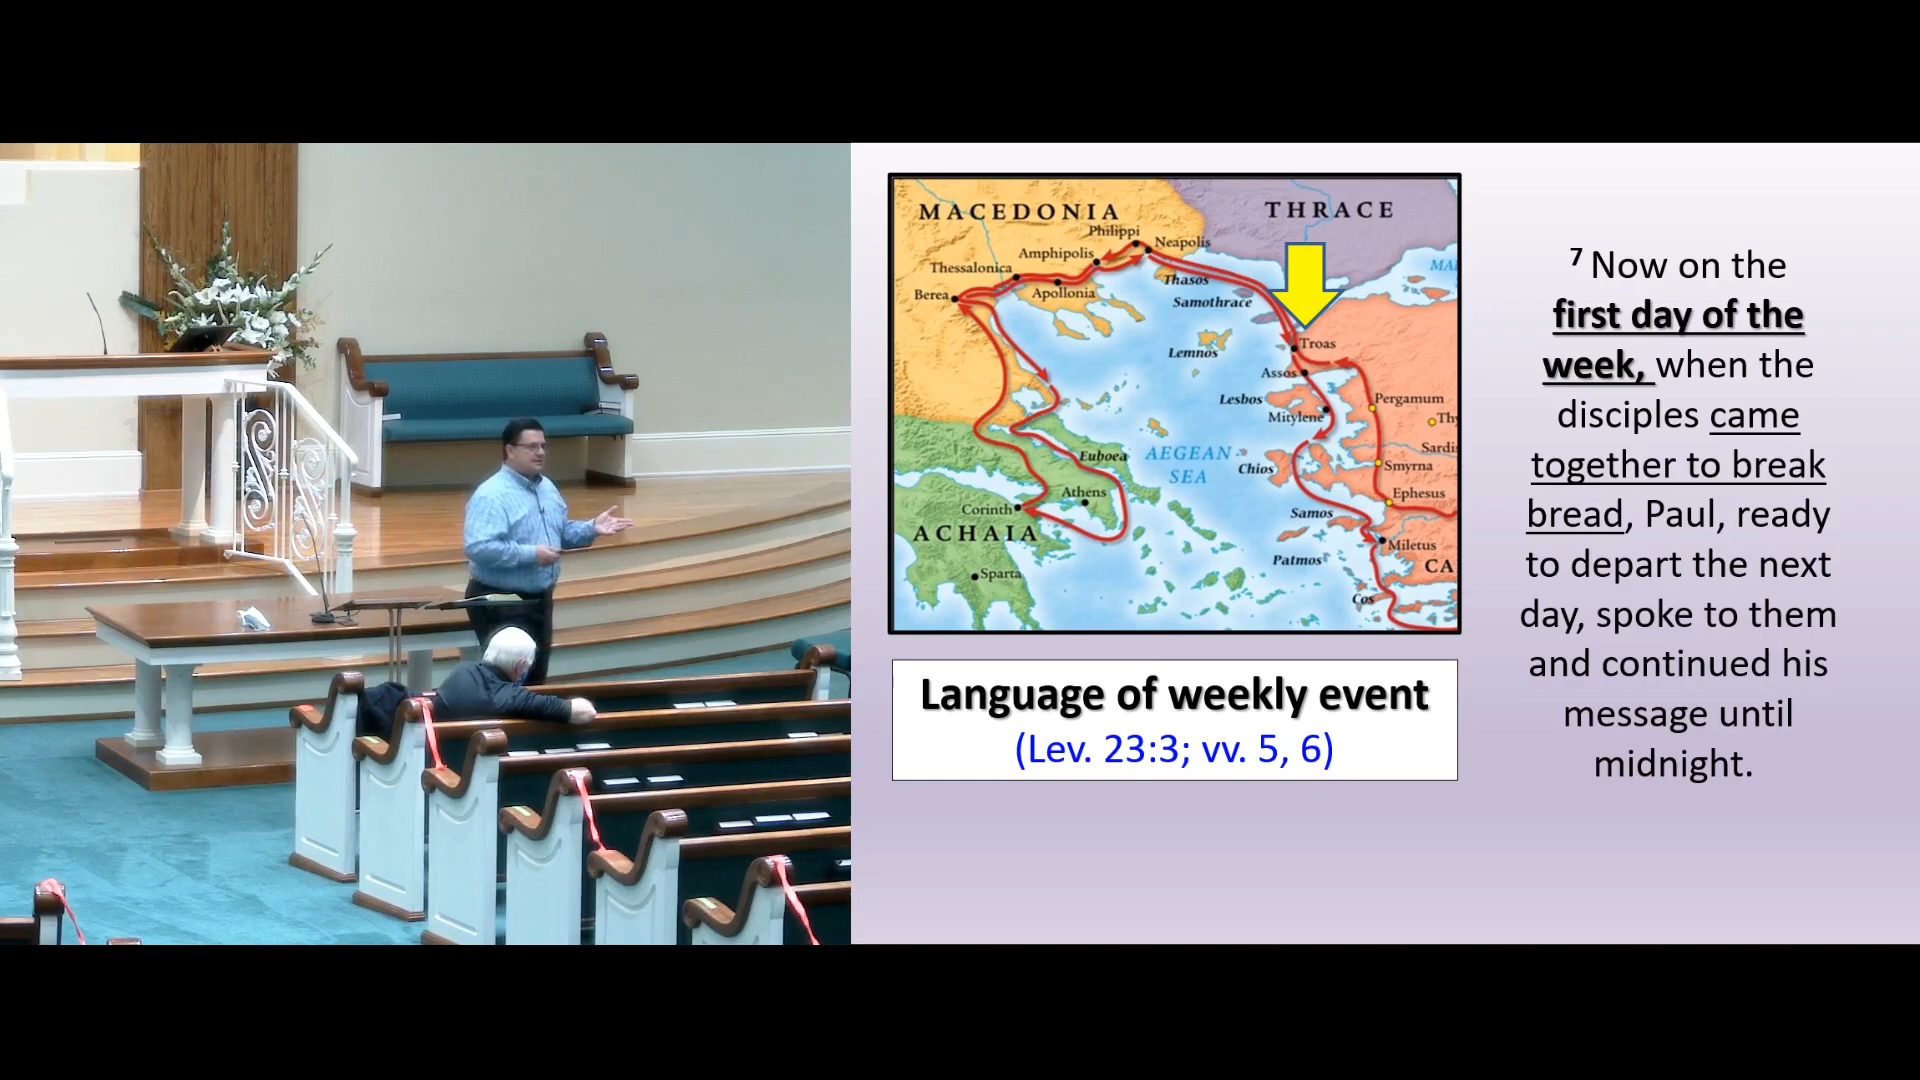 MACEDONIA
THRACE
Philippi
Neapolis
Amphipolis
Thessalonica
Berea
Apollonia
Thasos
Samothrace
MA
Troas
Lemnos
Assos
Lesbos
Mitylene
Pergamum
Thy
Sardis
AEGEAN
SEA
Euboea
Chios
Smyrna
Athens
Ephesus
Corinth
Samos
ACHAIA
Miletus
Patmos
CA
Sparta
Cos
Language of weekly event
(Lev. 23:3; vv. 5, 6)
7 Now on the
first day of the
week, when the
disciples came
together to break
bread, Paul, ready
to depart the next
day, spoke to them
and continued his
message until
midnight.